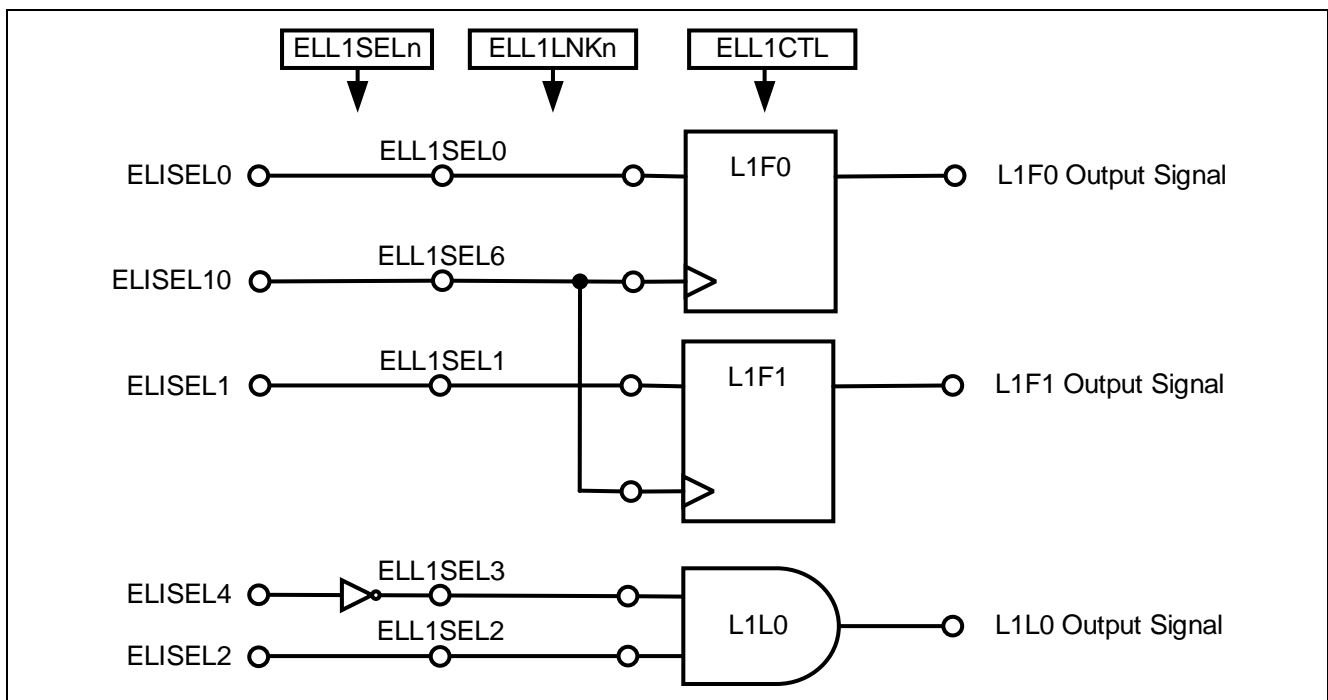 ELL1SELn ELL1LNKn ELL1CTL
ELISEL0 ELL1SEL0 L1F0 L1F0 Output Signal
ELISEL10 ELL1SEL6
ELISEL1 ELL1SEL1 L1F1 L1F1 Output Signal
ELISEL4 ELL1SEL3
L1L0 L1L0 Output Signal
ELISEL2 ELL1SEL2